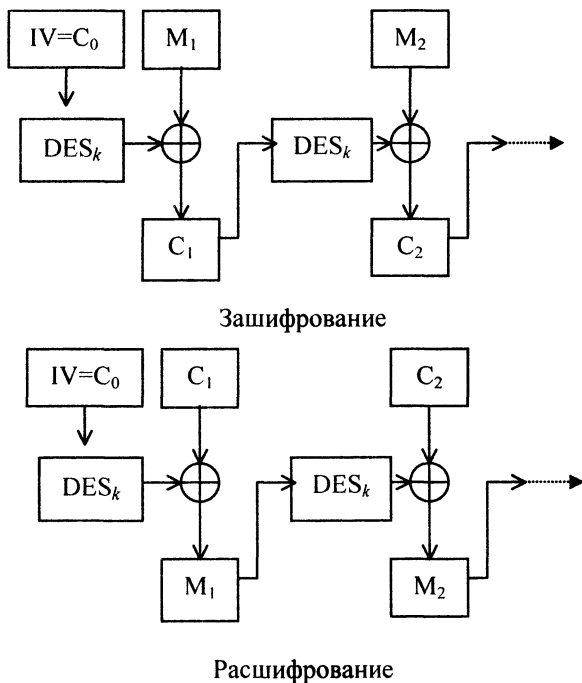 IV=C₀ M₁ M₂
DESₖ DESₖ
C₁ C₂
Зашифрование
IV=C₀ C₁ C₂
DESₖ DESₖ
M₁ M₂
Расшифрование